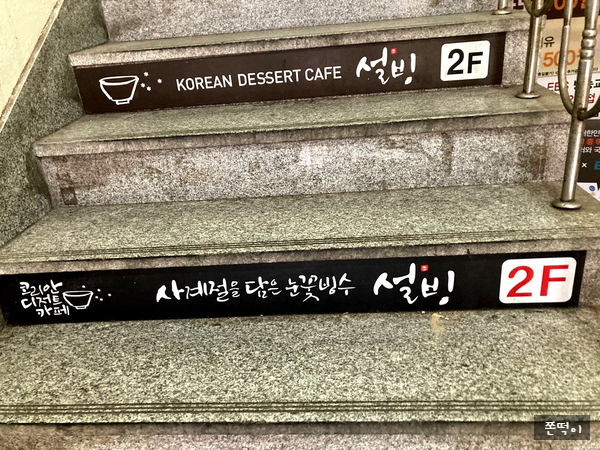 KOREAN DESSERT CAFE 설빙 2F
코리안
디저트
카페
사계절을 담은 눈꽃빙수 설빙 2F
500
쫀떡이